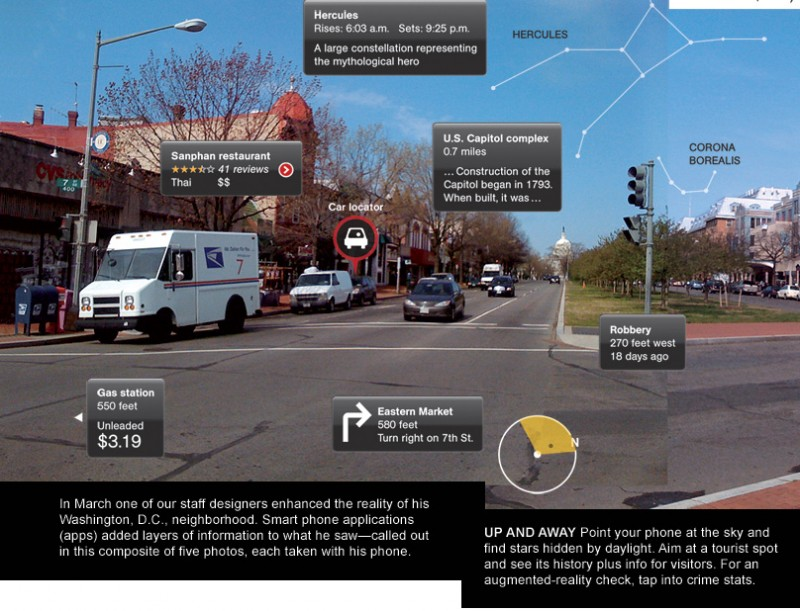 Hercules
Rises: 6:03 a.m. Sets: 9:25 p.m.
A large constellation representing
the mythological hero
HERCULES
U.S. Capitol complex
0.7 miles
... Construction of the
Capitol began in 1793.
When built, it was ...
CORONA
BOREALIS
Sanphan restaurant
41 reviews
Thai $$
CVS
7
400
Car locator
7
Robbery
270 feet west
18 days ago
Gas station
550 feet
Unleaded
$3.19
Eastern Market
580 feet
Turn right on 7th St.
N
In March one of our staff designers enhanced the reality of his
Washington, D.C., neighborhood. Smart phone applications
(apps) added layers of information to what he saw—called out
in this composite of five photos, each taken with his phone.
UP AND AWAY Point your phone at the sky and
find stars hidden by daylight. Aim at a tourist spot
and see its history plus info for visitors. For an
augmented-reality check, tap into crime stats.